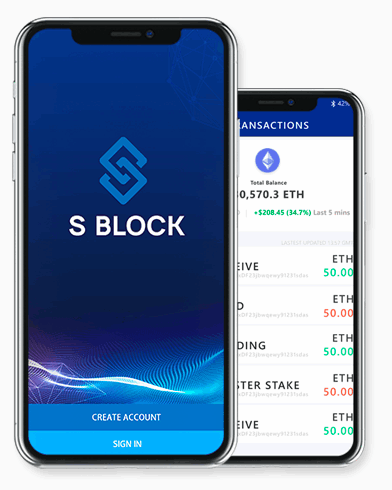 S BLOCK
CREATE ACCOUNT
SIGN IN
42%
ANSACTIONS
Total Balance
0,570.3 ETH
+$208.45 (34.7%) Last 5 mins
EIVE
ETH
50.00
D
ETH
50.00
DING
ETH
50.00
STER STAKE
ETH
50.00
EIVE
ETH
50.00